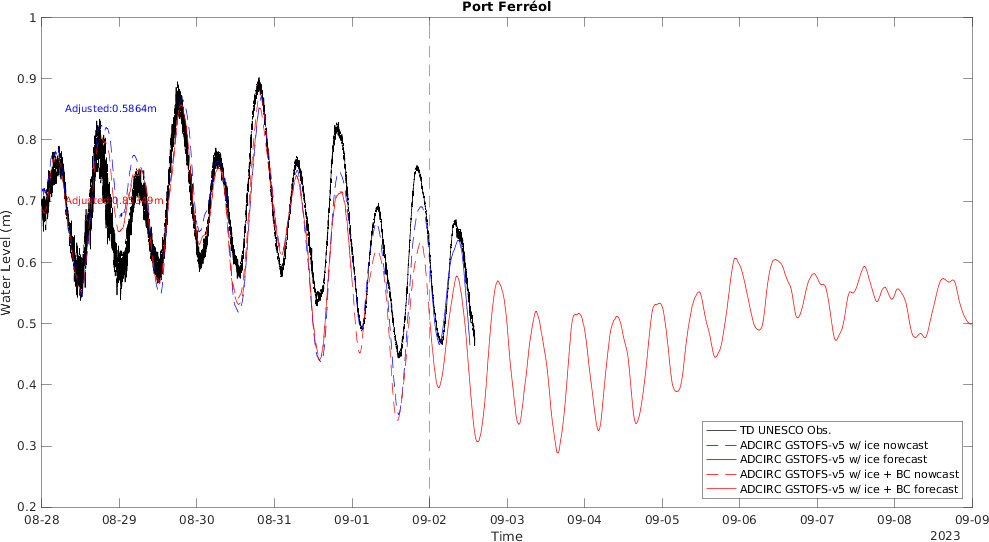 Port Ferréol
Water Level (m)
1
0.9
0.8
0.7
0.6
0.5
0.4
0.3
0.2
Adjusted:0.5864m
TD UNESCO Obs.
ADCIRC GSTOFS-v5 w/ ice nowcast
ADCIRC GSTOFS-v5 w/ ice forecast
ADCIRC GSTOFS-v5 w/ ice + BC nowcast
ADCIRC GSTOFS-v5 w/ ice + BC forecast
08-28 08-29 08-30 08-31 09-01 09-02 09-03 09-04 09-05 09-06 09-07 09-08 09-09
Time
2023